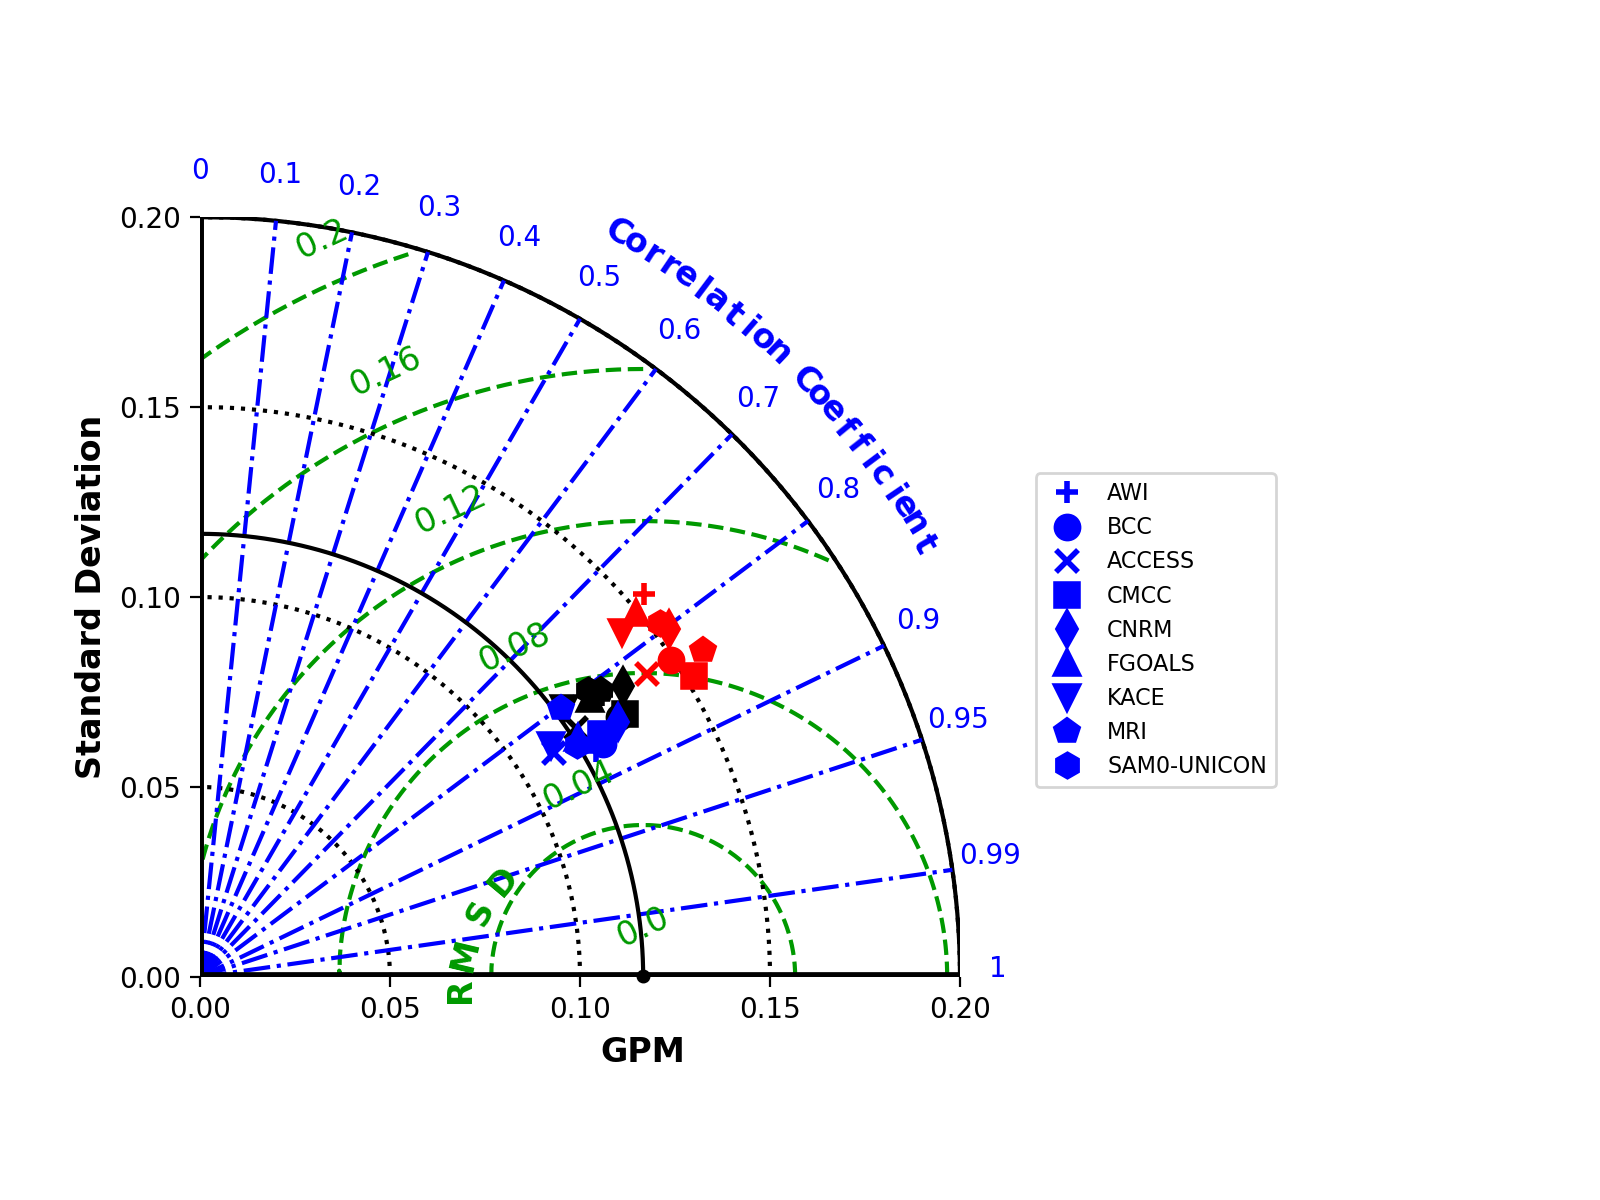 0
0.1
0.2
0.3
0.4
0.5
0.6
0.7
0.8
0.9
0.95
0.99
1
Correlation Coefficient
0.20
0.15
0.10
0.05
0.00
Standard Deviation
0.2
0.16
0.12
0.08
0.04
0.0
RMSD
0.00
0.05
0.10
0.15
0.20
GPM
AWI
BCC
ACCESS
CMCC
CNRM
FGOALS
KACE
MRI
SAM0-UNICON